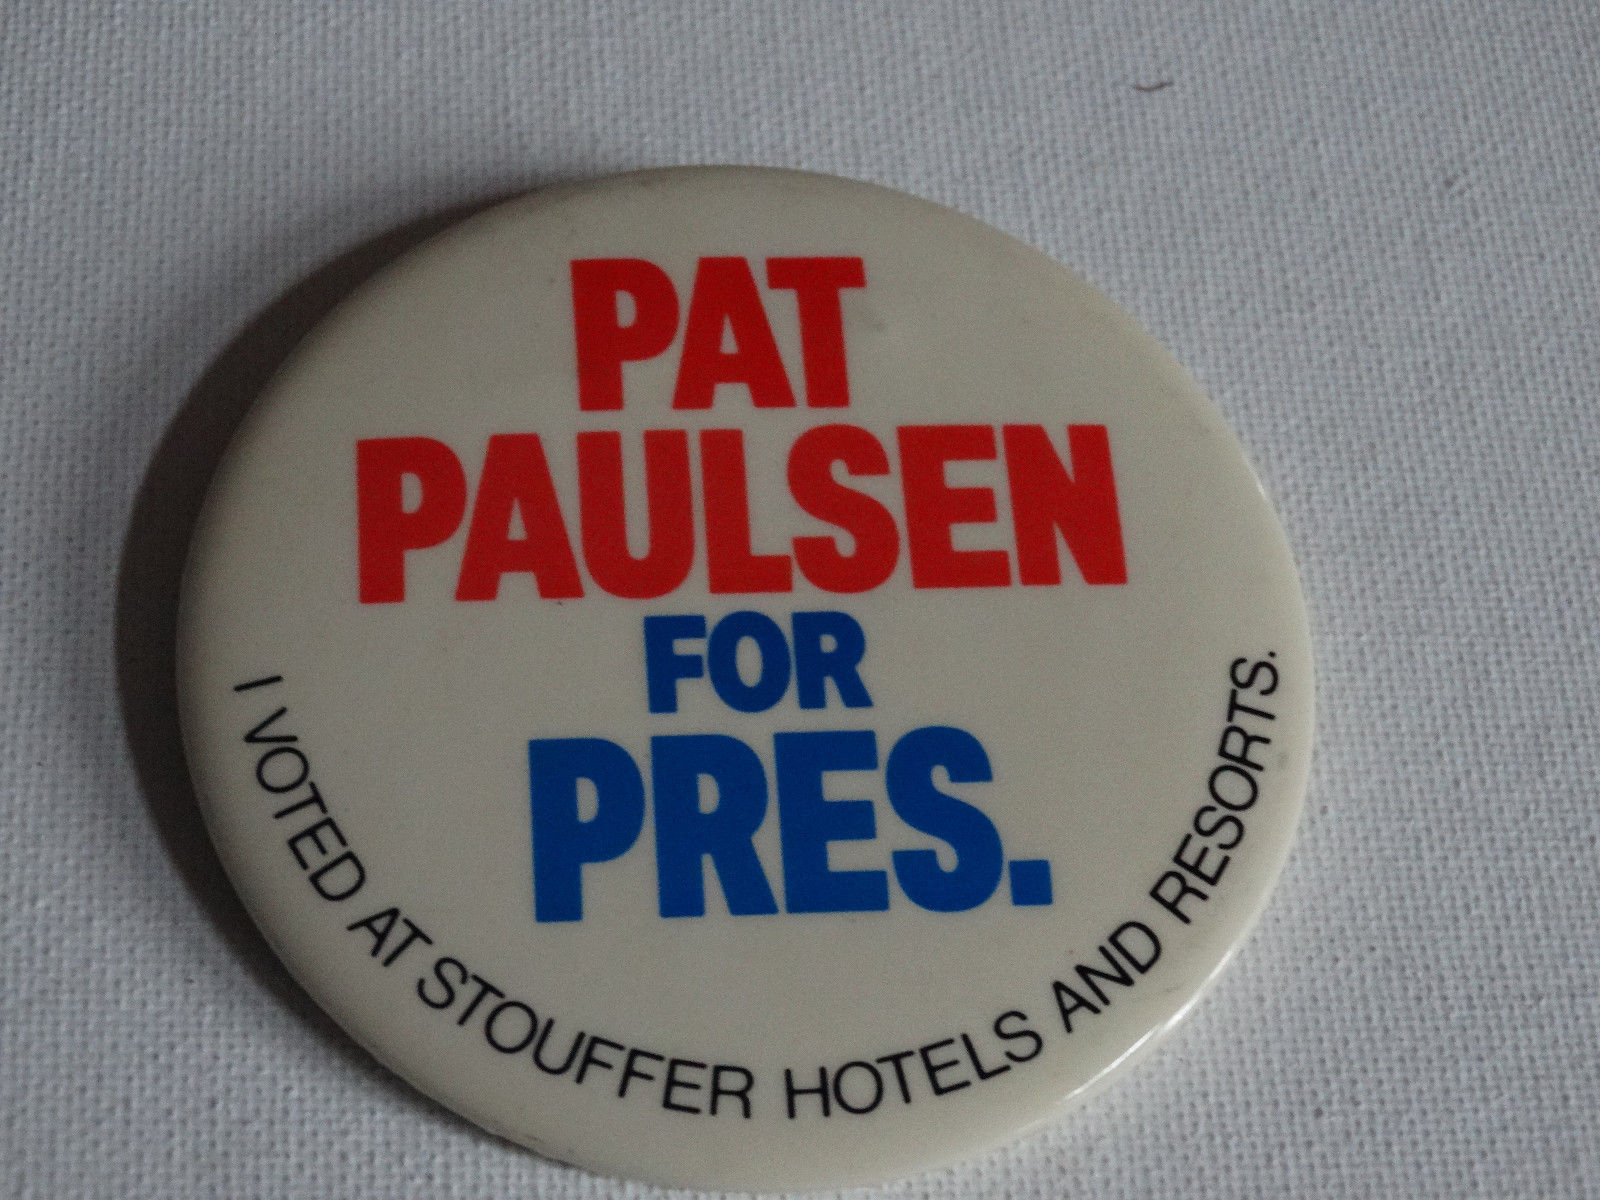 PAT
PAULSEN
FOR
PRES.
I VOTED AT STOUFFER HOTELS AND RESORTS.